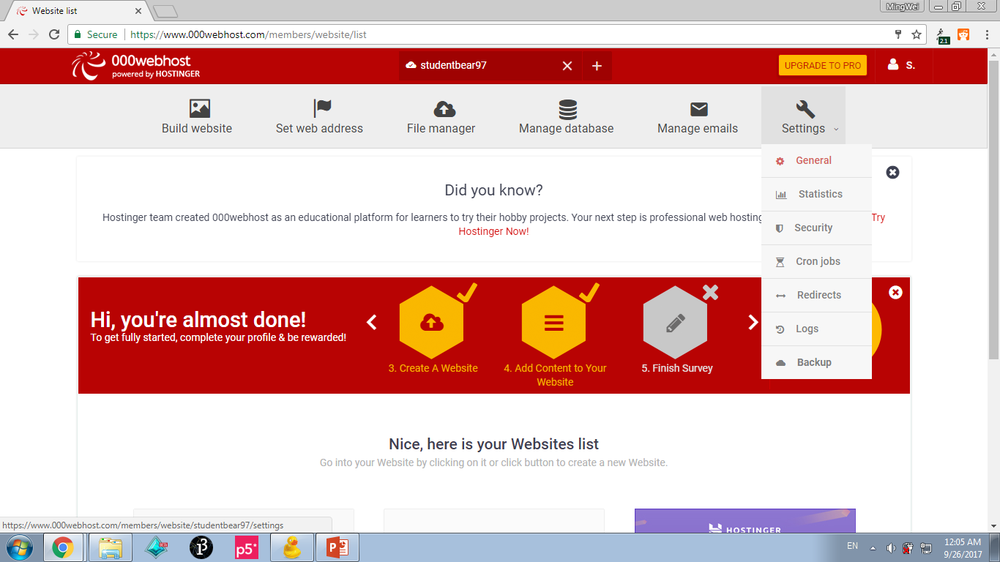 Website list
MingWei
Secure
https://www.000webhost.com/members/website/list
2.1
000webhost
powered by HOSTINGER
studentbear97
UPGRADE TO PRO
S.
Build website
Set web address
File manager
Manage database
Manage emails
Settings
General
Statistics
Security
Cron jobs
Redirects
Logs
Backup
Did you know?
Hostinger team created 000webhost as an educational platform for learners to try their hobby projects. Your next step is professional web hosting
Try
Hostinger Now!
Hi, you're almost done!
To get fully started, complete your profile & be rewarded!
3. Create A Website
4. Add Content to Your
Website
5. Finish Survey
Nice, here is your Websites list
Go into your Website by clicking on it or click button to create a new Website.
HOSTINGER
https://www.000webhost.com/members/website/studentbear97/settings
p5*
EN
12:05 AM
9/26/2017